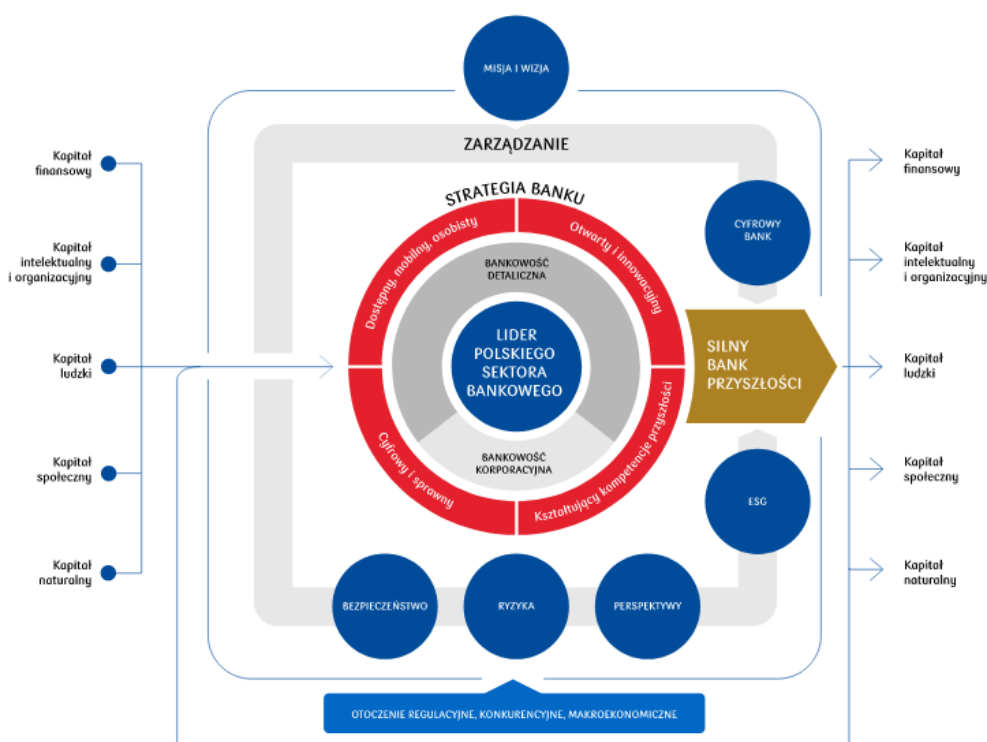 MISJA I WIZJA
ZARZĄDZANIE
Kapitał
finansowy
Kapitał
intelektualny
i organizacyjny
Kapitał
ludzki
Kapitał
społeczny
Kapitał
naturalny
STRATEGIA BANKU
Dostępny, mobilny, osobisty
Otwarty i innowacyjny
Cyfrowy i sprawny
Kształtujący kompetencje przyszłości
BANKOWOŚĆ
DETALICZNA
LIDER
POLSKIEGO
SEKTORA
BANKOWEGO
BANKOWOŚĆ
KORPORACYJNA
CYFROWY
BANK
SILNY
BANK
PRZYSZŁOŚCI
ESG
BEZPIECZEŃSTWO
RYZYKA
PERSPEKTYWY
OTOCZENIE REGULACYJNE, KONKURENCYJNE, MAKROEKONOMICZNE
Kapitał
finansowy
Kapitał
intelektualny
i organizacyjny
Kapitał
ludzki
Kapitał
społeczny
Kapitał
naturalny